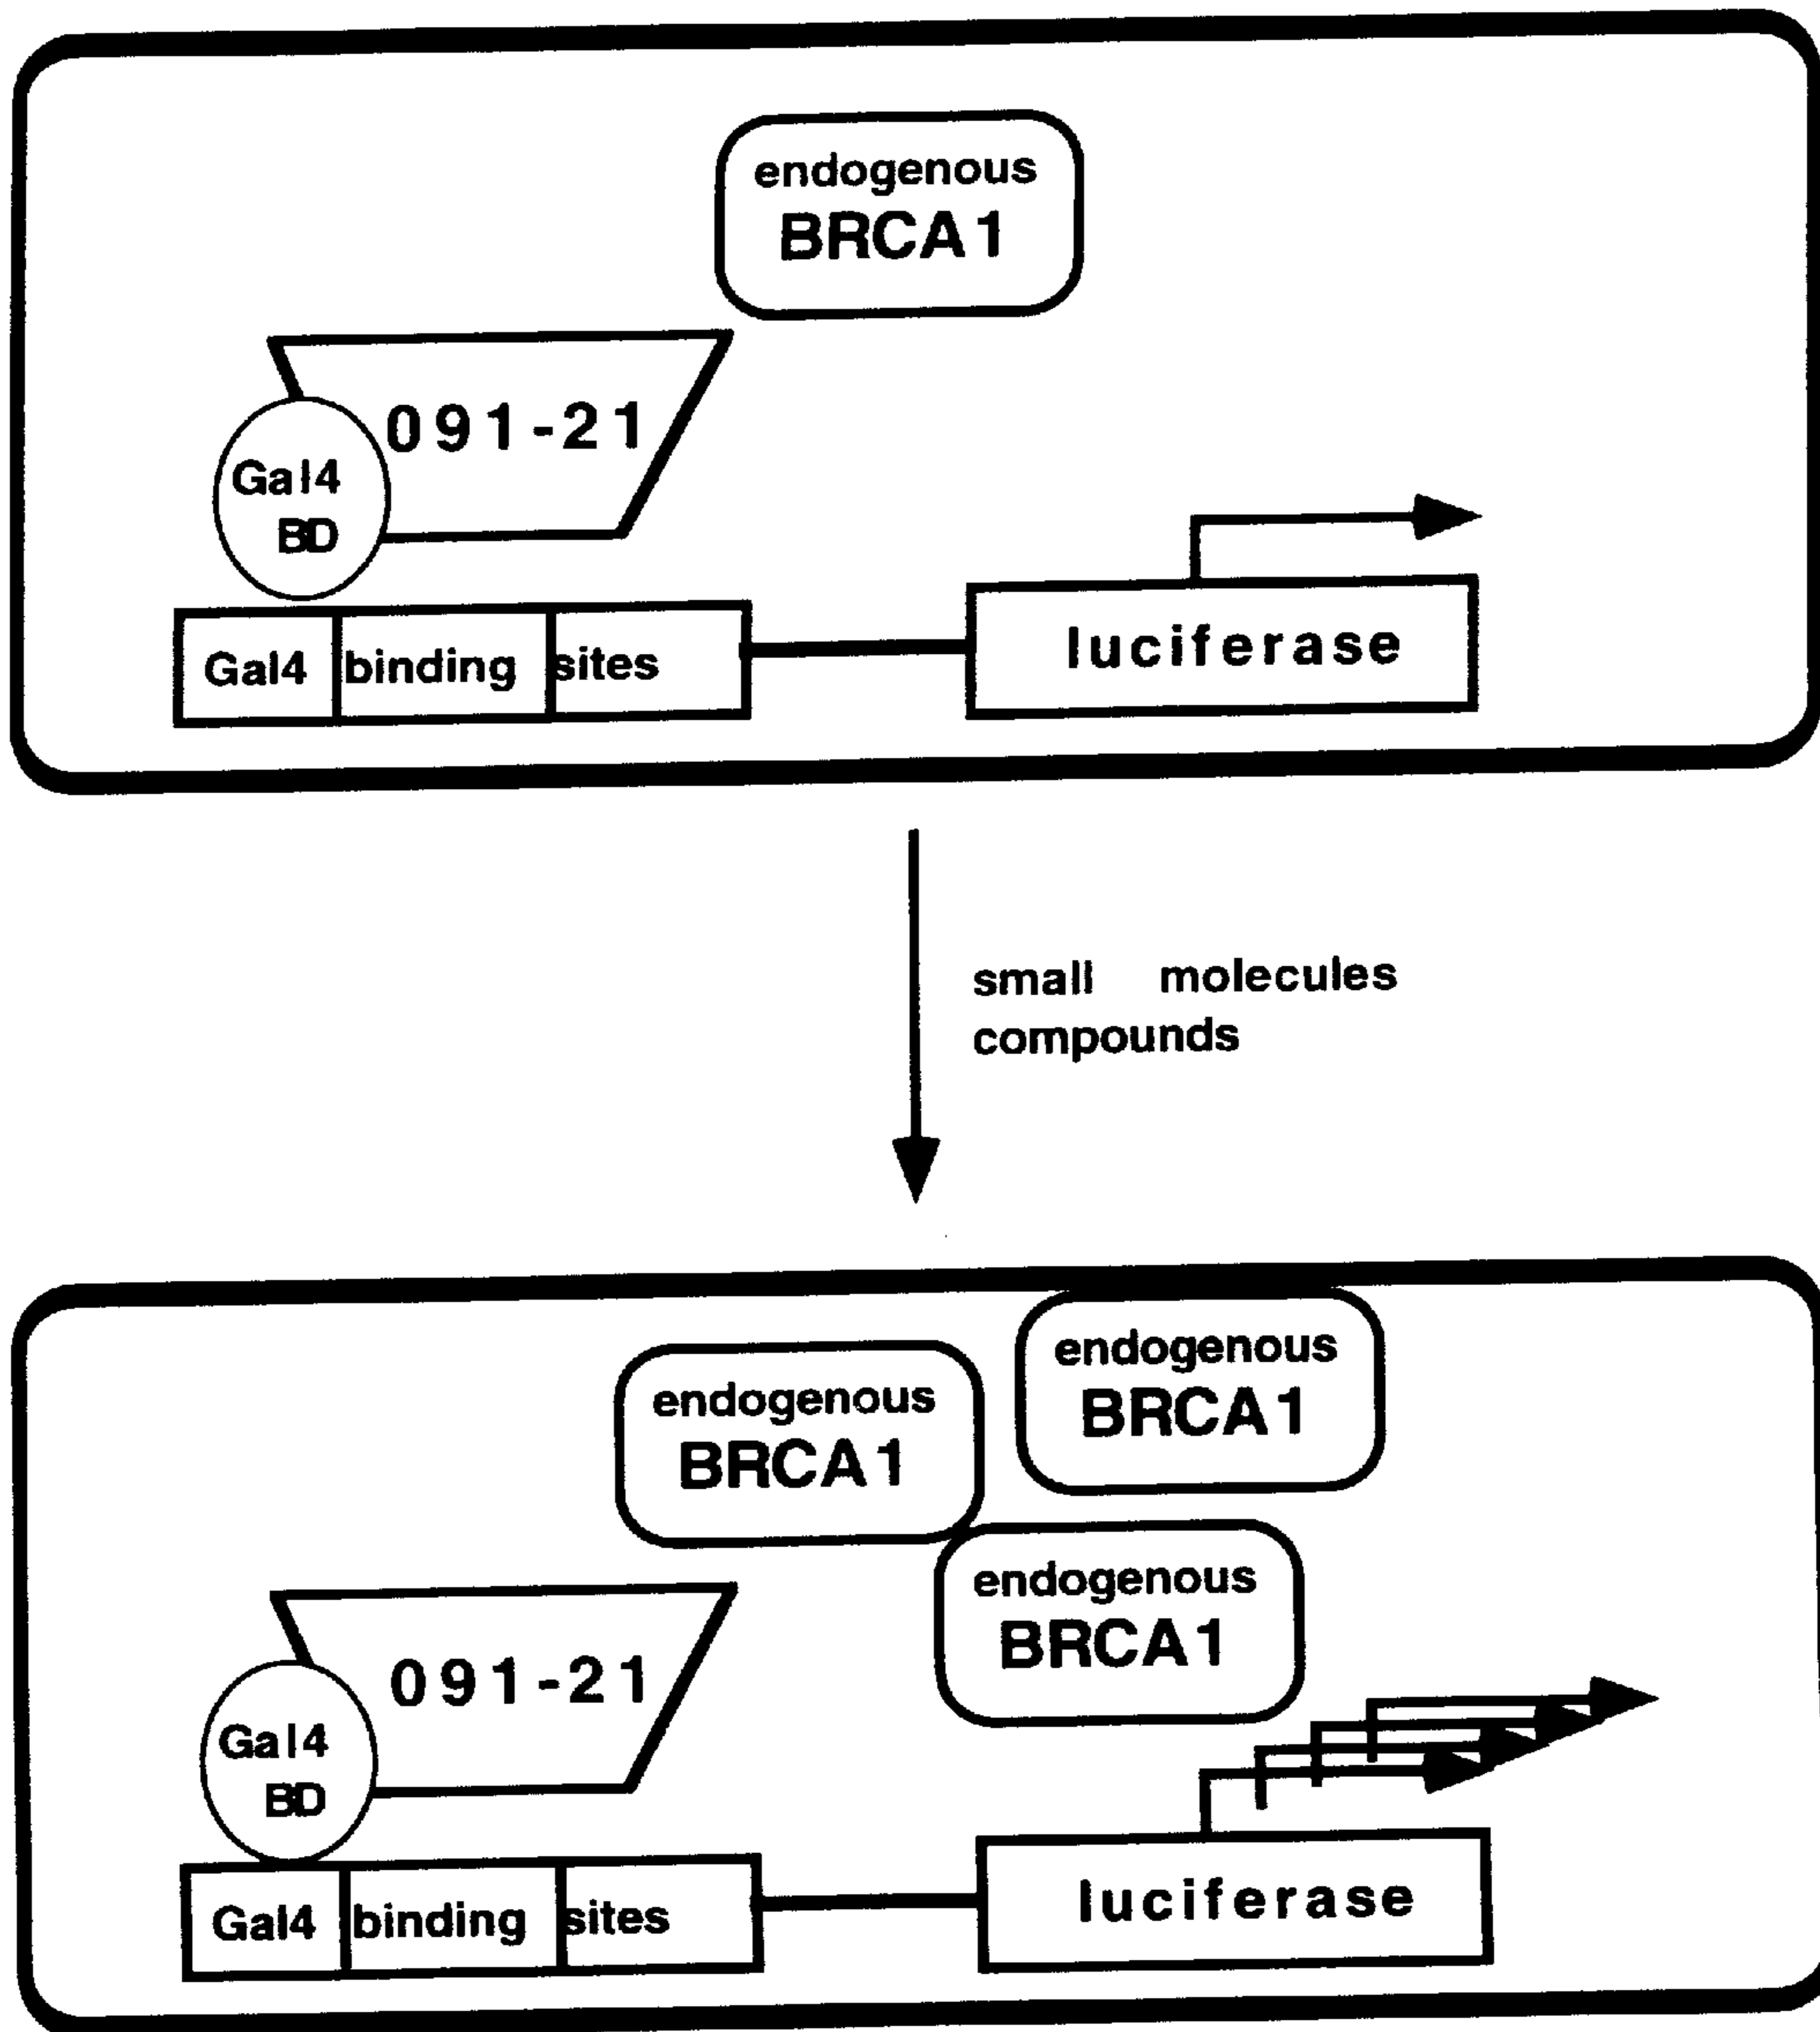 endogenous
BRCA1
091-21
Gal4
BD
Gal4 binding sites
luciferase
small molecules
compounds
endogenous
BRCA1
endogenous
BRCA1
endogenous
BRCA1
091-21
Gal4
BD
Gal4 binding sites
luciferase